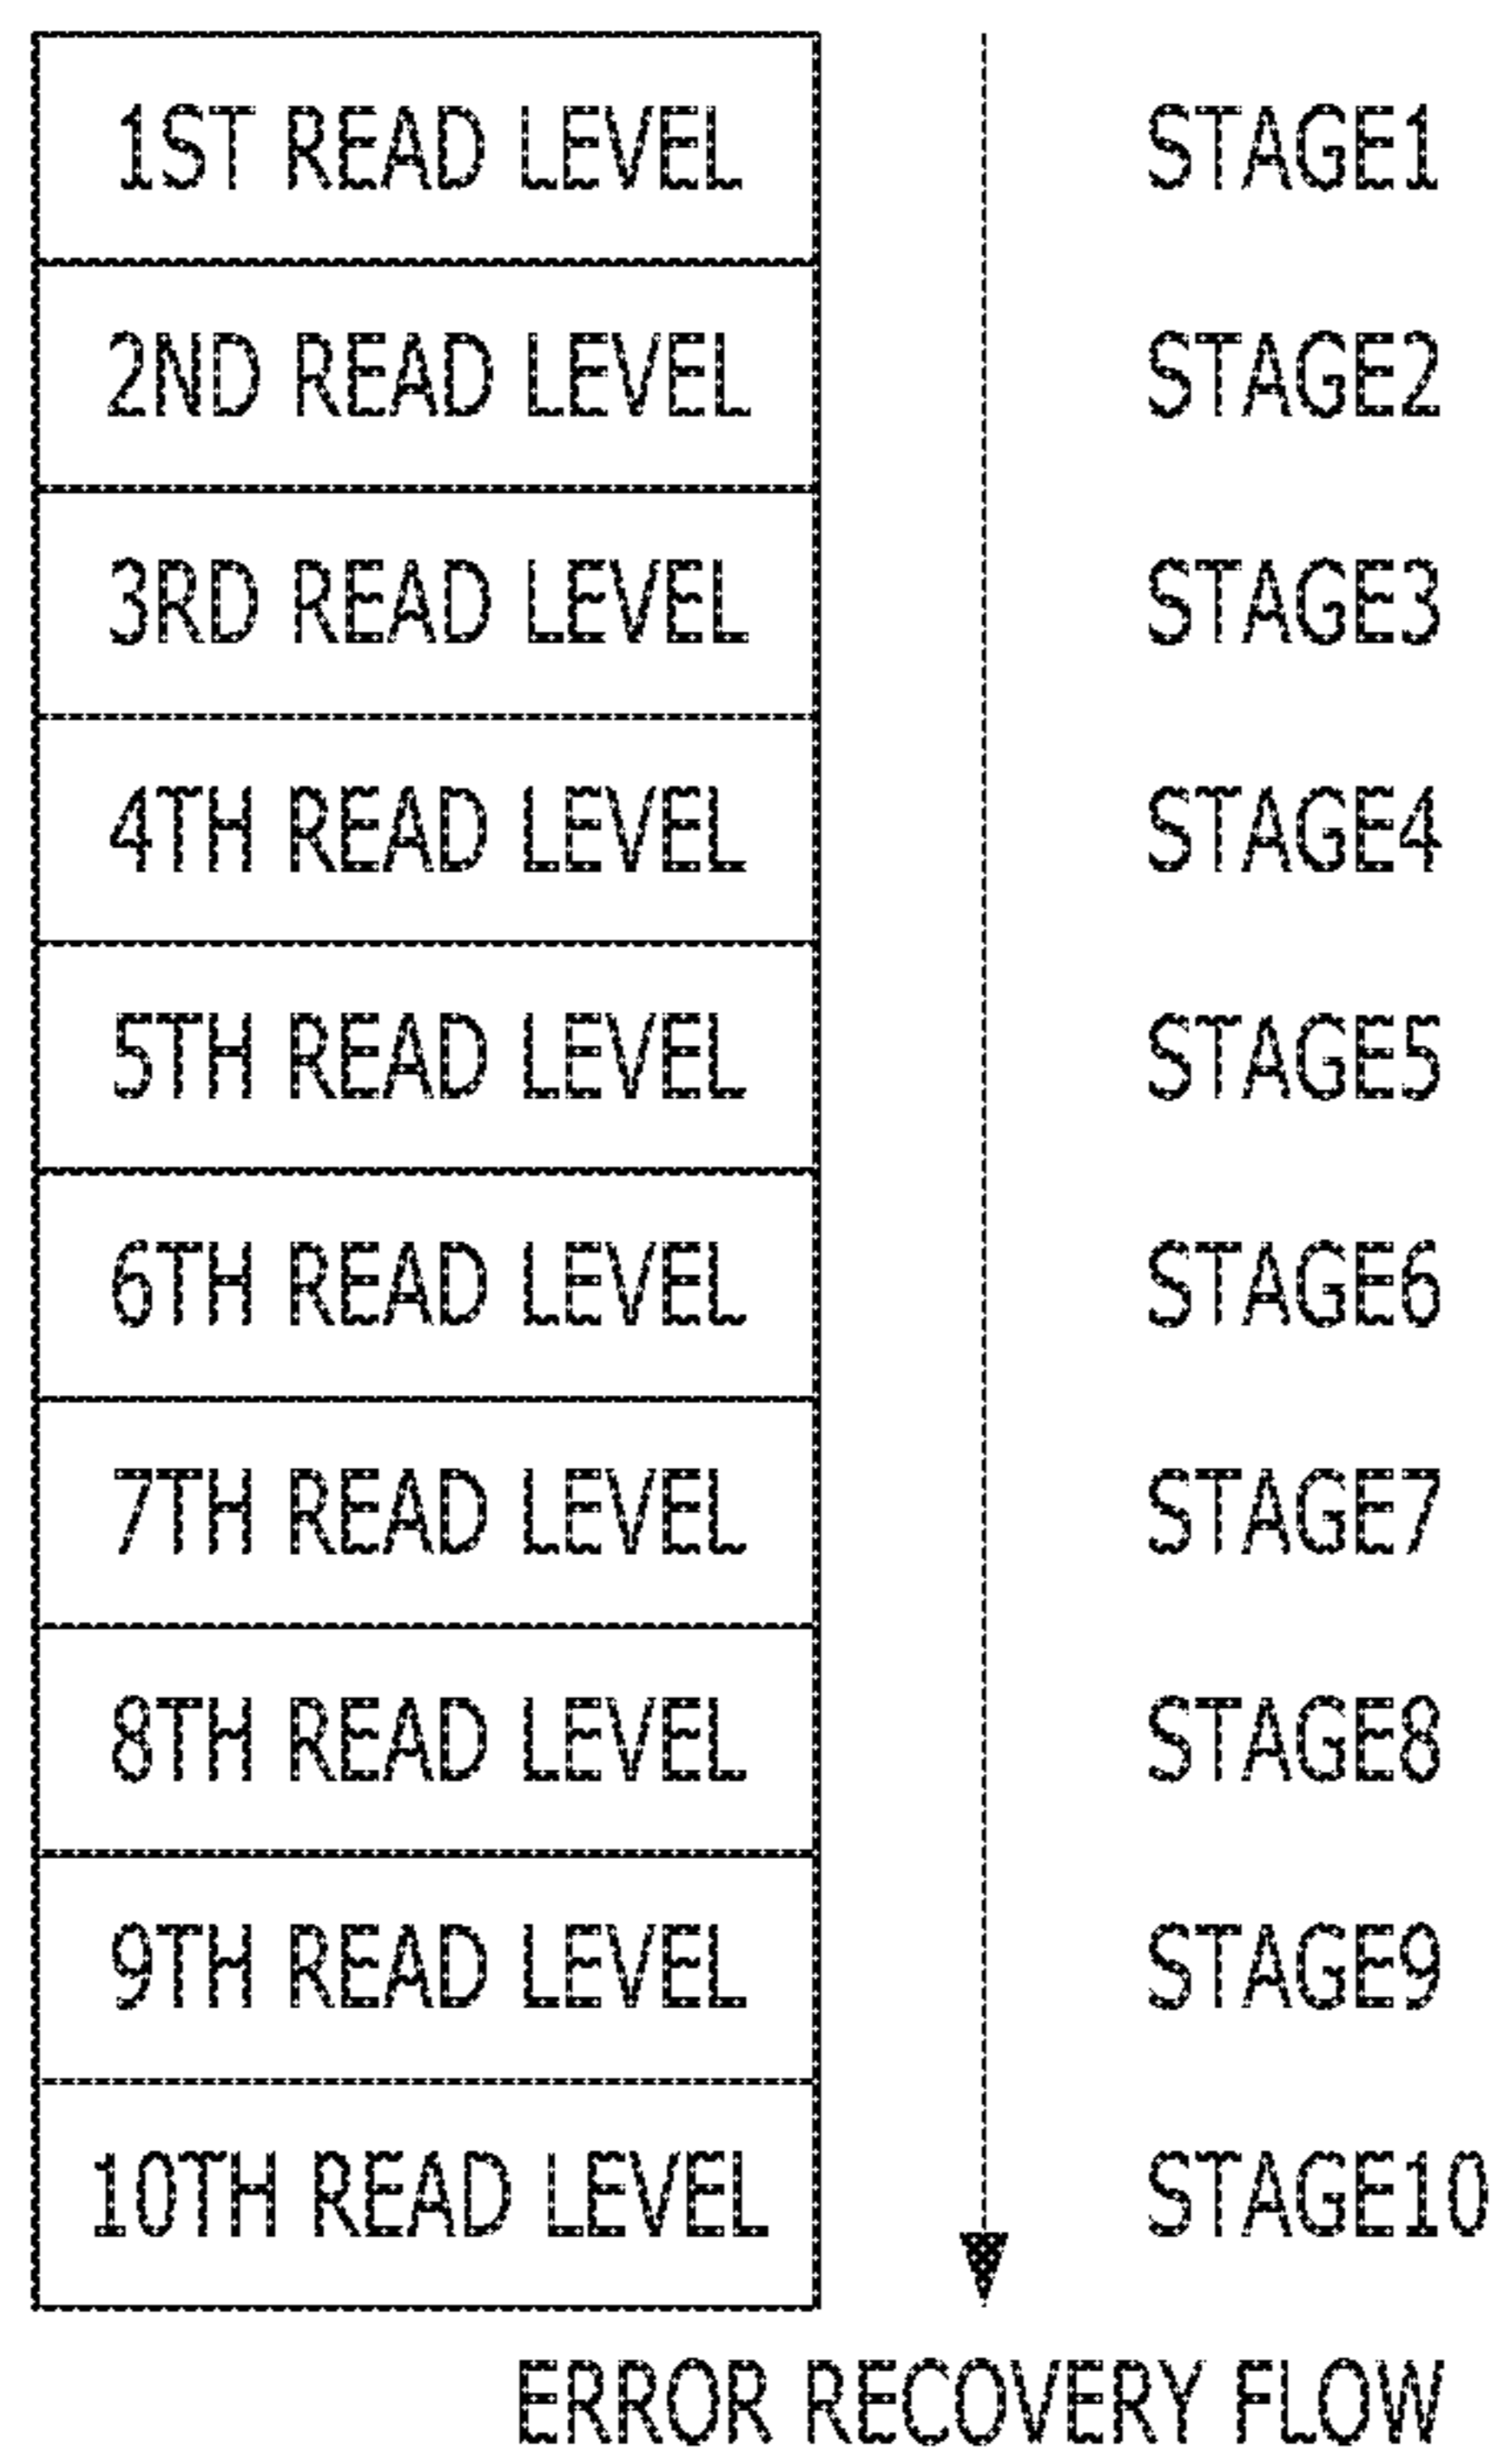 1ST READ LEVEL STAGE1
2ND READ LEVEL STAGE2
3RD READ LEVEL STAGE3
4TH READ LEVEL STAGE4
5TH READ LEVEL STAGE5
6TH READ LEVEL STAGE6
7TH READ LEVEL STAGE7
8TH READ LEVEL STAGE8
9TH READ LEVEL STAGE9
10TH READ LEVEL STAGE10
ERROR RECOVERY FLOW